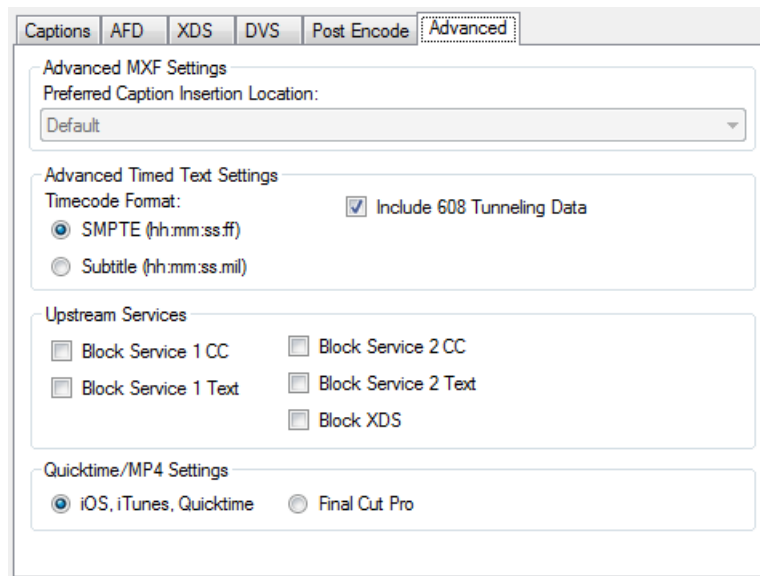 Captions AFD XDS DVS Post Encode Advanced
Advanced MXF Settings
Preferred Caption Insertion Location:
Default
Advanced Timed Text Settings
Timecode Format:
Include 608 Tunneling Data
SMPTE (hh:mm:ss:ff)
Subtitle (hh:mm:ss.mil)
Upstream Services
Block Service 1 CC Block Service 2 CC
Block Service 1 Text Block Service 2 Text
Block XDS
Quicktime/MP4 Settings
iOS, iTunes, Quicktime Final Cut Pro